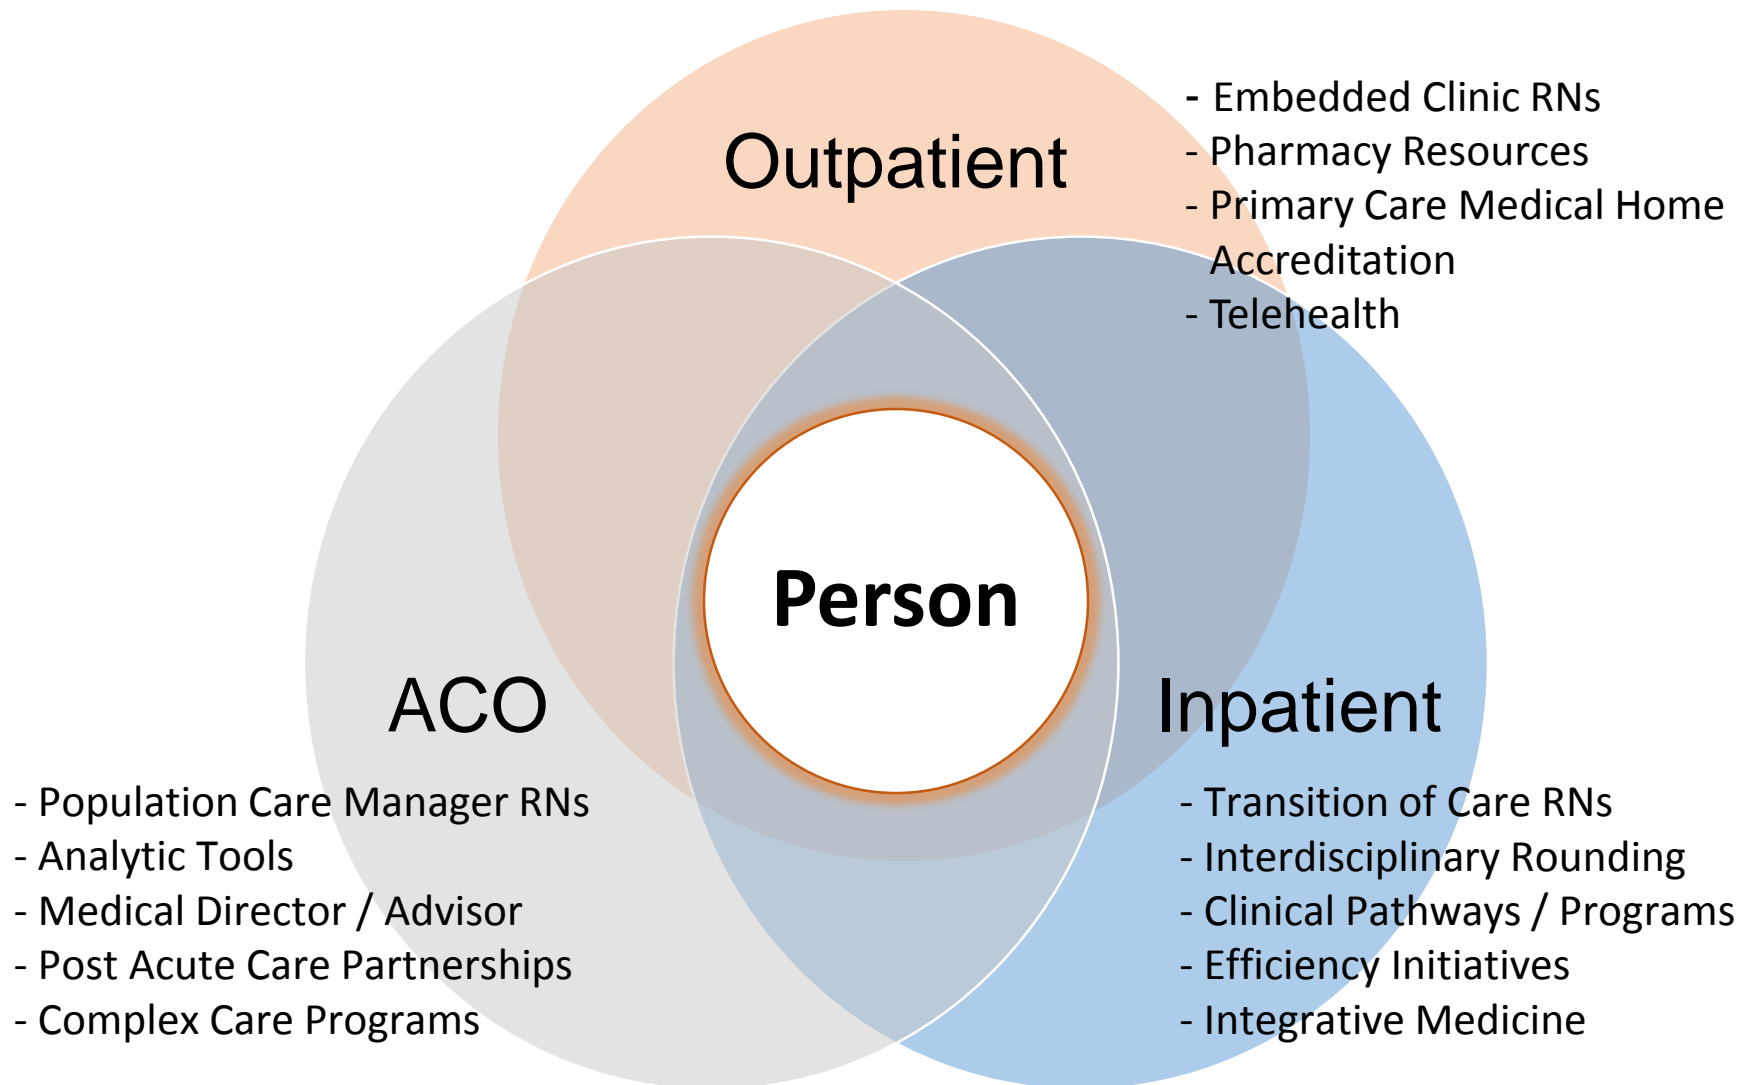 Outpatient
- Embedded Clinic RNs
- Pharmacy Resources
- Primary Care Medical Home
Accreditation
- Telehealth
Person
ACO
- Population Care Manager RNs
- Analytic Tools
- Medical Director / Advisor
- Post Acute Care Partnerships
- Complex Care Programs
Inpatient
- Transition of Care RNs
- Interdisciplinary Rounding
- Clinical Pathways / Programs
- Efficiency Initiatives
- Integrative Medicine